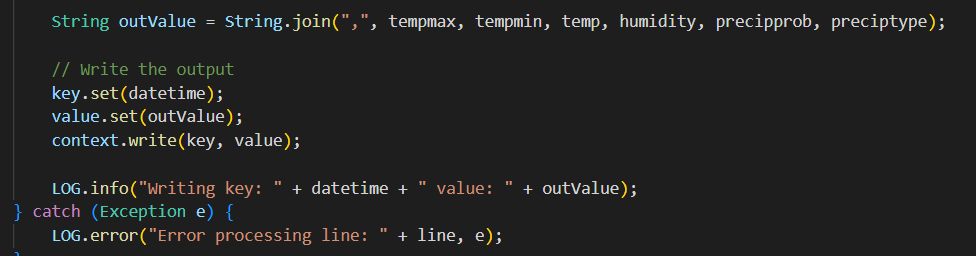 String outValue = String.join(",", tempmax, tempmin, temp, humidity, precipprob, preciptype);
// Write the output
key.set(datetime);
value.set(outValue);
context.write(key, value);
LOG.info("Writing key: " + datetime + " value: " + outValue);
} catch (Exception e) {
LOG.error("Error processing line: " + line, e);
}